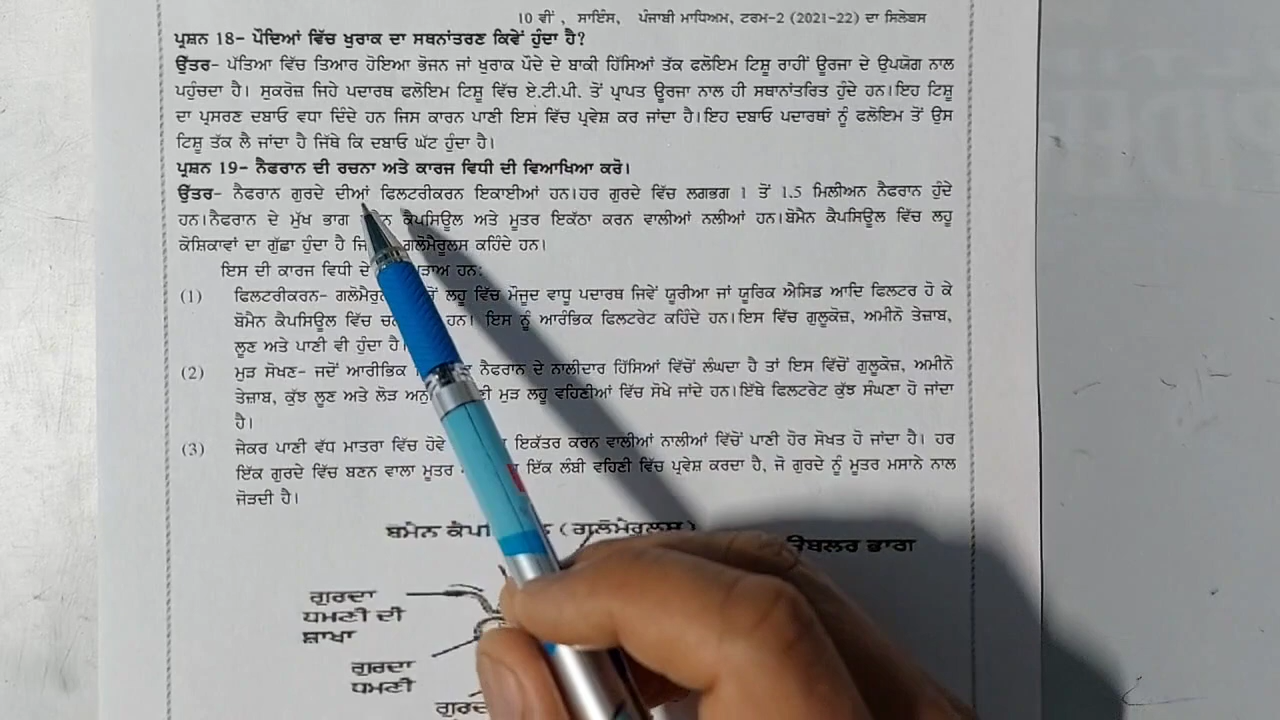 10 ਵੀਂ , ਸਾਇੰਸ, ਪੰਜਾਬੀ ਮਾਧਿਅਮ, ਟਰਮ-2 (2021-22) ਦਾ ਸਿਲੇਬਸ
ਪ੍ਰਸ਼ਨ 18- ਪੌਦਿਆਂ ਵਿੱਚ ਖੁਰਾਕ ਦਾ ਸਥਾਨਾਂਤਰਣ ਕਿਵੇਂ ਹੁੰਦਾ ਹੈ?
ਉੱਤਰ- ਪੱਤਿਆ ਵਿੱਚ ਤਿਆਰ ਹੋਇਆ ਭੋਜਨ ਜਾਂ ਖੁਰਾਕ ਪੌਦੇ ਦੇ ਬਾਕੀ ਹਿੱਸਿਆਂ ਤੱਕ ਫਲੋਇਮ ਟਿਸ਼ੂ ਰਾਹੀਂ ਊਰਜਾ ਦੇ ਉਪਯੋਗ ਨਾਲ
ਪਹੁੰਚਦਾ ਹੈ। ਸੁਕਰੋਜ਼ ਜਿਹੇ ਪਦਾਰਥ ਫਲੋਇਮ ਟਿਸ਼ੂ ਵਿੱਚ ਏ.ਟੀ.ਪੀ. ਤੋਂ ਪ੍ਰਾਪਤ ਊਰਜਾ ਨਾਲ ਹੀ ਸਥਾਨਾਂਤਰਿਤ ਹੁੰਦੇ ਹਨ।ਇਹ ਟਿਸ਼ੂ
ਦਾ ਪ੍ਰਸਰਣ ਦਬਾਓ ਵਧਾ ਦਿੰਦੇ ਹਨ ਜਿਸ ਕਾਰਨ ਪਾਣੀ ਇਸ ਵਿੱਚ ਪ੍ਰਵੇਸ਼ ਕਰ ਜਾਂਦਾ ਹੈ।ਇਹ ਦਬਾਓ ਪਦਾਰਥਾਂ ਨੂੰ ਫਲੋਇਮ ਤੋਂ ਉਸ
ਟਿਸ਼ੂ ਤੱਕ ਲੈ ਜਾਂਦਾ ਹੈ ਜਿੱਥੇ ਕਿ ਦਬਾਓ ਘੱਟ ਹੁੰਦਾ ਹੈ।
ਪ੍ਰਸ਼ਨ 19- ਨੈਫਰਾਨ ਦੀ ਰਚਨਾ ਅਤੇ ਕਾਰਜ ਵਿਧੀ ਦੀ ਵਿਆਖਿਆ ਕਰੋ।
ਉੱਤਰ- ਨੈਫਰਾਨ ਗੁਰਦੇ ਦੀਆਂ ਫਿਲਟਰੀਕਰਨ ਇਕਾਈਆਂ ਹਨ।ਹਰ ਗੁਰਦੇ ਵਿੱਚ ਲਗਭਗ 1 ਤੋਂ 1.5 ਮਿਲੀਅਨ ਨੈਫਰਾਨ ਹੁੰਦੇ
ਹਨ।ਨੈਫਰਾਨ ਦੇ ਮੁੱਖ ਭਾਗ ਕੈਪਸਿਊਲ ਅਤੇ ਮੂਤਰ ਇਕੱਠਾ ਕਰਨ ਵਾਲੀਆਂ ਨਲੀਆਂ ਹਨ।ਬੋਮੈਨ ਕੈਪਸਿਊਲ ਵਿੱਚ ਲਹੂ
ਕੋਸ਼ਿਕਾਵਾਂ ਦਾ ਗੁੱਛਾ ਹੁੰਦਾ ਹੈ ਗਲੋਮੈਰੂਲਸ ਕਹਿੰਦੇ ਹਨ।
ਇਸ ਦੀ ਕਾਰਜ ਵਿਧੀ ਦੇ ਹਨ:
(1) ਫਿਲਟਰੀਕਰਨ- ਲਹੂ ਵਿੱਚ ਮੌਜੂਦ ਵਾਧੂ ਪਦਾਰਥ ਜਿਵੇਂ ਯੂਰੀਆ ਜਾਂ ਯੂਰਿਕ ਐਸਿਡ ਆਦਿ ਫਿਲਟਰ ਹੋ ਕੇ
ਬੋਮੈਨ ਕੈਪਸਿਊਲ ਵਿੱਚ ਹਨ। ਇਸ ਨੂੰ ਆਰੰਭਿਕ ਫਿਲਟਰੇਟ ਕਹਿੰਦੇ ਹਨ।ਇਸ ਵਿੱਚ ਗੁਲੂਕੋਜ਼, ਅਮੀਨੋ ਤੇਜ਼ਾਬ,
ਲੂਣ ਅਤੇ ਪਾਣੀ ਵੀ ਹੁੰਦਾ ਹੈ।
(2) ਮੁੜ ਸੋਖਣ- ਜਦੋਂ ਆਰੀਭਿਕ ਨੈਫਰਾਨ ਦੇ ਨਾਲੀਦਾਰ ਹਿੱਸਿਆਂ ਵਿੱਚੋਂ ਲੰਘਦਾ ਹੈ ਤਾਂ ਇਸ ਵਿੱਚੋਂ ਗੁਲੂਕੋਜ਼, ਅਮੀਨੋ
ਤੇਜ਼ਾਬ, ਕੁੱਝ ਲੂਣ ਅਤੇ ਲੋੜ ਮੁੜ ਲਹੂ ਵਹਿਣੀਆਂ ਵਿੱਚ ਸੋਖੇ ਜਾਂਦੇ ਹਨ।ਇੱਥੇ ਫਿਲਟਰੇਟ ਕੁੱਝ ਸੰਘਣਾ ਹੋ ਜਾਂਦਾ
ਹੈ।
(3) ਜੇਕਰ ਪਾਣੀ ਵੱਧ ਮਾਤਰਾ ਵਿੱਚ ਹੋਵੇ ਇਕੱਤਰ ਕਰਨ ਵਾਲੀਆਂ ਨਾਲੀਆਂ ਵਿੱਚੋਂ ਪਾਣੀ ਹੋਰ ਸੋਖਤ ਹੋ ਜਾਂਦਾ ਹੈ। ਹਰ
ਇੱਕ ਗੁਰਦੇ ਵਿੱਚ ਬਣਨ ਵਾਲਾ ਮੂਤਰ ਇੱਕ ਲੰਬੀ ਵਹਿਣੀ ਵਿੱਚ ਪ੍ਰਵੇਸ਼ ਕਰਦਾ ਹੈ, ਜੋ ਗੁਰਦੇ ਨੂੰ ਮੂਤਰ ਮਸਾਨੇ ਨਾਲ
ਜੋੜਦੀ ਹੈ।
ਬਮੈਨ (ਗਲੋਮੈਰੂਲਸ)
ਭਾਗ
ਗੁਰਦਾ
ਧਮਣੀ ਦੀ
ਸ਼ਾਖਾ
ਗੁਰਦਾ
ਧਮਣੀ